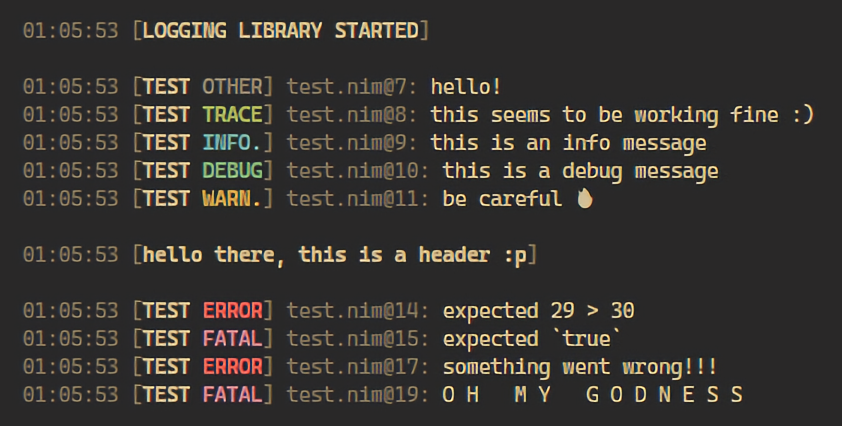 01:05:53 [LOGGING LIBRARY STARTED]
01:05:53 [TEST OTHER] test.nim@7: hello!
01:05:53 [TEST TRACE] test.nim@8: this seems to be working fine :)
01:05:53 [TEST INFO.] test.nim@9: this is an info message
01:05:53 [TEST DEBUG] test.nim@10: this is a debug message
01:05:53 [TEST WARN.] test.nim@11: be careful
01:05:53 [hello there, this is a header :p]
01:05:53 [TEST ERROR] test.nim@14: expected 29 > 30
01:05:53 [TEST FATAL] test.nim@15: expected `true`
01:05:53 [TEST ERROR] test.nim@17: something went wrong!!!
01:05:53 [TEST FATAL] test.nim@19: O H   M Y   G O D N E S S